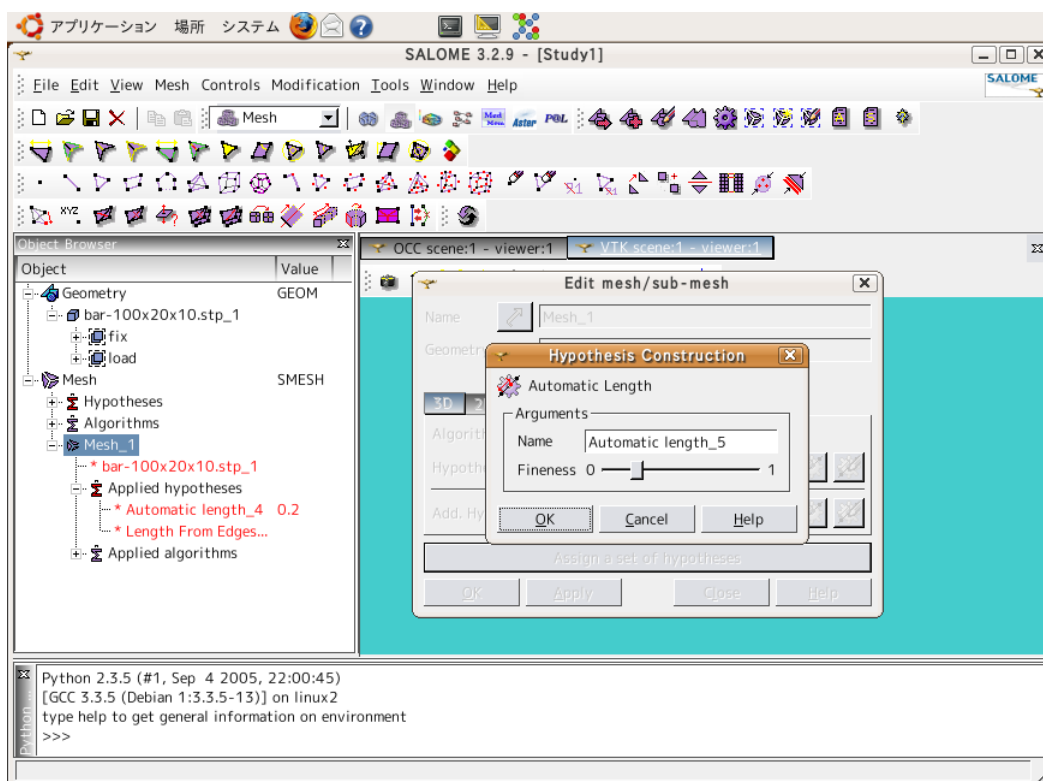 アプリケーション 場所 システム
SALOME 3.2.9 - [Study1]
File Edit View Mesh Controls Modification Tools Window Help
SALOME
Mesh
Aster
XYZ
Object Browser
OCC scene:1 - viewer:1 VTK scene:1 - viewer:1
Object Value
Geometry GEOM
bar-100x20x10.stp_1
fix
load
Mesh SMESH
Hypotheses
Algorithms
Mesh_1
* bar-100x20x10.stp_1
Applied hypotheses
* Automatic length_4 0.2
* Length From Edges...
Applied algorithms
Edit mesh/sub-mesh
Name Mesh_1
Geometry
3D
Algorith
Hypothe
Add. Hy
Hypothesis Construction
Automatic Length
Arguments
Name Automatic length_5
Fineness 0 1
OK Cancel Help
Assign a set of hypotheses
OK Apply Close Help
Python
Python 2.3.5 (#1, Sep 4 2005, 22:00:45)
[GCC 3.3.5 (Debian 1:3.3.5-13)] on linux2
type help to get general information on environment
>>>